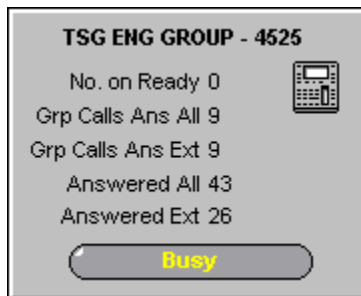 TSG ENG GROUP - 4525
No. on Ready 0
Grp Calls Ans All 9
Grp Calls Ans Ext 9
Answered All 43
Answered Ext 26
Busy